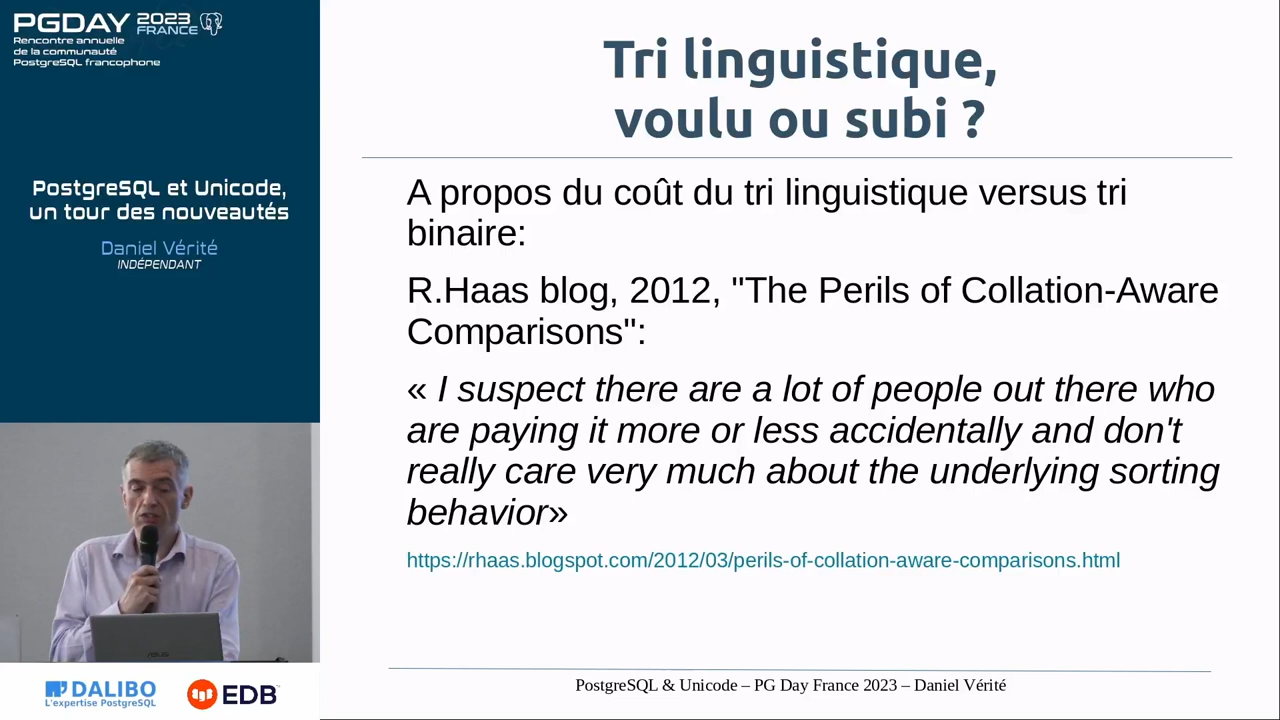 PGDAY 2023 FRANCE
Rencontre annuelle
de la communauté
PostgreSQL francophone
PostgreSQL et Unicode,
un tour des nouveautés
Daniel Vérité
INDÉPENDANT
ASUS
DALIBO
L'expertise PostgreSQL
EDB
Tri linguistique,
voulu ou subi ?
A propos du coût du tri linguistique versus tri
binaire:
R.Haas blog, 2012, "The Perils of Collation-Aware
Comparisons":
« I suspect there are a lot of people out there who
are paying it more or less accidentally and don't
really care very much about the underlying sorting
behavior»
https://rhaas.blogspot.com/2012/03/perils-of-collation-aware-comparisons.html
PostgreSQL & Unicode – PG Day France 2023 – Daniel Vérité